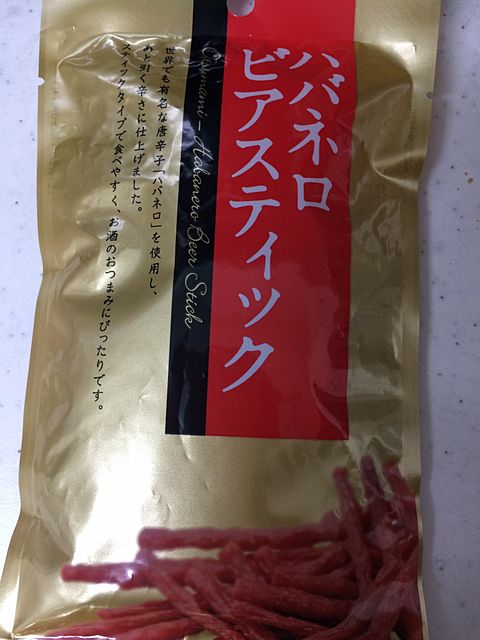 ハバネロ
ビアスティック
Otsumami - Habanero Beer Stick
世界でも有名な唐辛子「ハバネロ」を使用し、
あと引く辛さに仕上げました。
スティックタイプで食べやすく、お酒のおつまみにぴったりです。